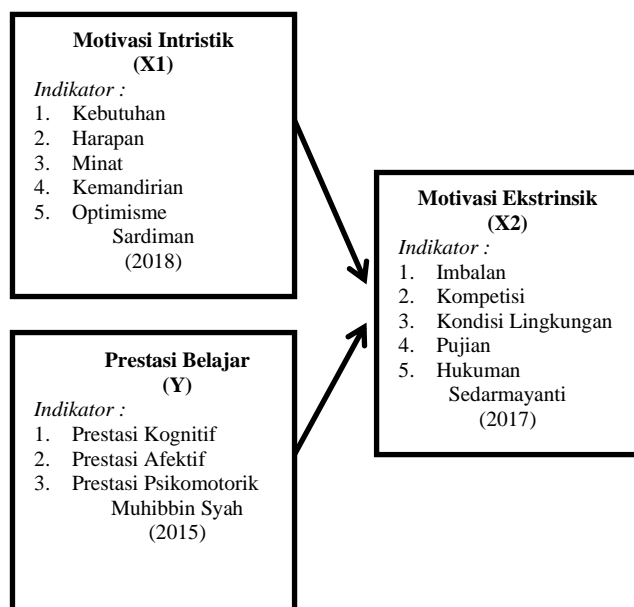 Motivasi Intristik
(X1)
Indikator :
1. Kebutuhan
2. Harapan
3. Minat
4. Kemandirian
5. Optimisme
Sardiman
(2018)
Prestasi Belajar
(Y)
Indikator :
1. Prestasi Kognitif
2. Prestasi Afektif
3. Prestasi Psikomotorik
Muhibbin Syah
(2015)
Motivasi Ekstrinsik
(X2)
Indikator :
1. Imbalan
2. Kompetisi
3. Kondisi Lingkungan
4. Pujian
5. Hukuman
Sedarmayanti
(2017)